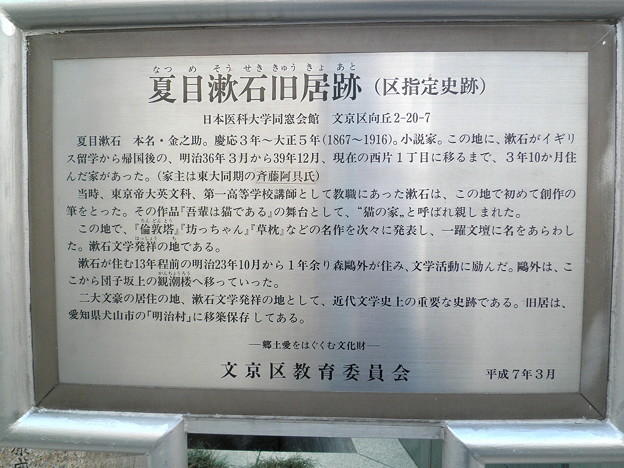 なつめそうせききゅうきょあと
夏目漱石旧居跡（区指定史跡）
日本医科大学同窓会館　文京区向丘2-20-7
夏目漱石　本名・金之助。慶応３年～大正５年(1867～1916)。小説家。この地に、漱石がイギリ
ス留学から帰国後の、明治36年３月から39年12月、現在の西片１丁目に移るまで、３年10か月住
んだ家があった。(家主は東大同期の斉藤阿具氏)
当時、東京帝大英文科、第一高等学校講師として教職にあった漱石は、この地で初めて創作の
筆をとった。その作品『吾輩は猫である』の舞台として、“猫の家〟と呼ばれ親しまれた。
ろんどんとう
この地で、『倫敦塔』『坊っちゃん』『草枕』などの名作を次々に発表し、一躍文壇に名をあらわし
はっしょう　ち
た。漱石文学発祥の地である。
漱石が住む13年程前の明治23年10月から１年余り森鷗外が住み、文学活動に励んだ。鷗外は、こ
かんちょうろう
こから団子坂上の観潮楼へ移っていった。
二大文豪の居住の地、漱石文学発祥の地として、近代文学史上の重要な史跡である。旧居は、
愛知県犬山市の「明治村」に移築保存してある。
―郷土愛をはぐくむ文化財―
文京区教育委員会　平成７年３月